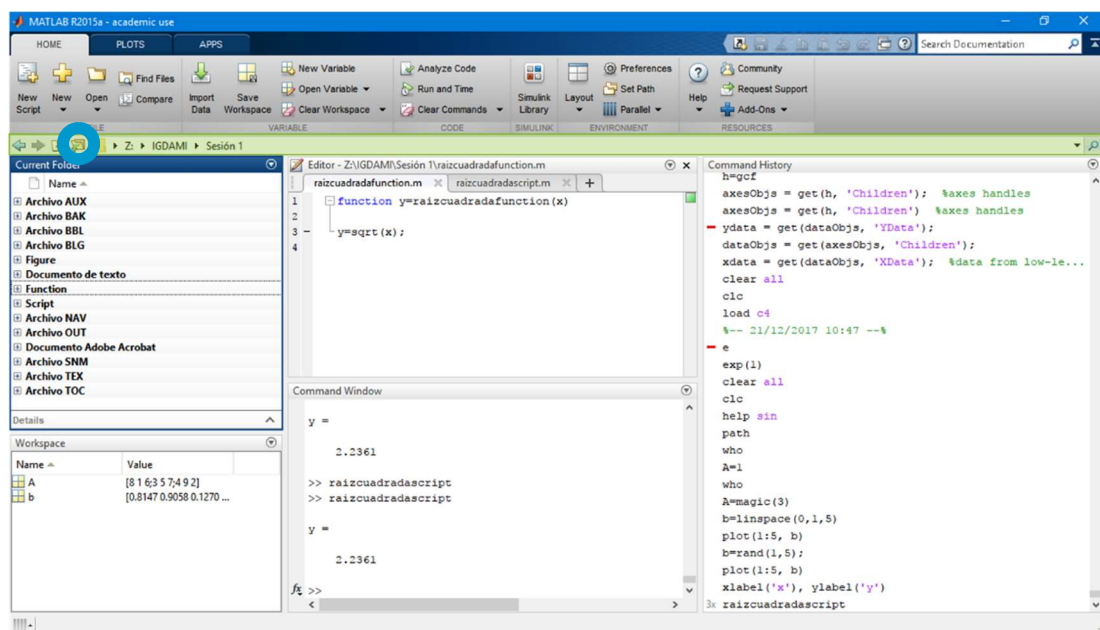 MATLAB R2015a - academic use
HOME PLOTS APPS
Search Documentation
New Script
New
Open
Find Files
Compare
Import Data
Save Workspace
New Variable
Open Variable
Clear Workspace
Analyze Code
Run and Time
Clear Commands
Simulink Library
Layout
Preferences
Set Path
Parallel
Help
Community
Request Support
Add-Ons
VARIABLE CODE SIMULINK ENVIRONMENT RESOURCES
Z: IGDAMI Sesión 1
Current Folder
Name
Archivo AUX
Archivo BAK
Archivo BBL
Archivo BLG
Figure
Documento de texto
Function
Script
Archivo NAV
Archivo OUT
Documento Adobe Acrobat
Archivo SNM
Archivo TEX
Archivo TOC
Details
Workspace
Name Value
A [8 1 6;3 5 7;4 9 2]
b [0.8147 0.9058 0.1270 ...
Editor - Z:\IGDAMI\Sesión 1\raizcuadradafunction.m
raizcuadradafunction.m raizcuadradascript.m +
1 function y=raizcuadradafunction(x)
2
3 - y=sqrt(x);
4
Command Window
y =
2.2361
>> raizcuadradascript
>> raizcuadradascript
y =
2.2361
fx >>
Command History
h=gcf
axesObjs = get(h, 'Children'); %axes handles
axesObjs = get(h, 'Children') %axes handles
ydata = get(dataObjs, 'YData');
dataObjs = get(axesObjs, 'Children');
xdata = get(dataObjs, 'XData'); %data from low-le...
clear all
clc
load c4
%-- 21/12/2017 10:47 --%
e
exp(1)
clear all
clc
help sin
path
who
A=1
who
A=magic(3)
b=linspace(0,1,5)
plot(1:5, b)
b=rand(1,5);
plot(1:5, b)
xlabel('x'), ylabel('y')
3x raizcuadradascript